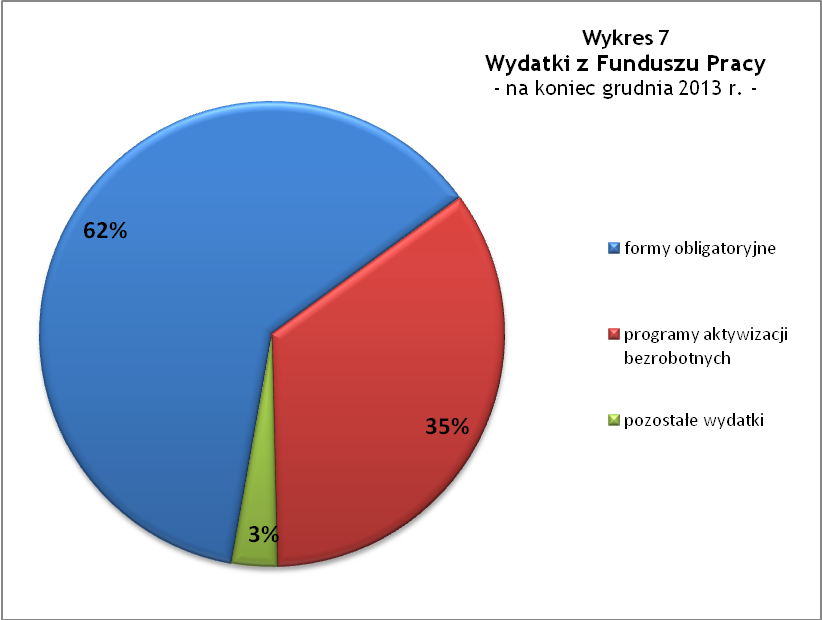 Wykres 7
Wydatki z Funduszu Pracy
- na koniec grudnia 2013 r. -
62%
formy obligatoryjne
programy aktywizacji
bezrobotnych
35%
pozostałe wydatki
3%